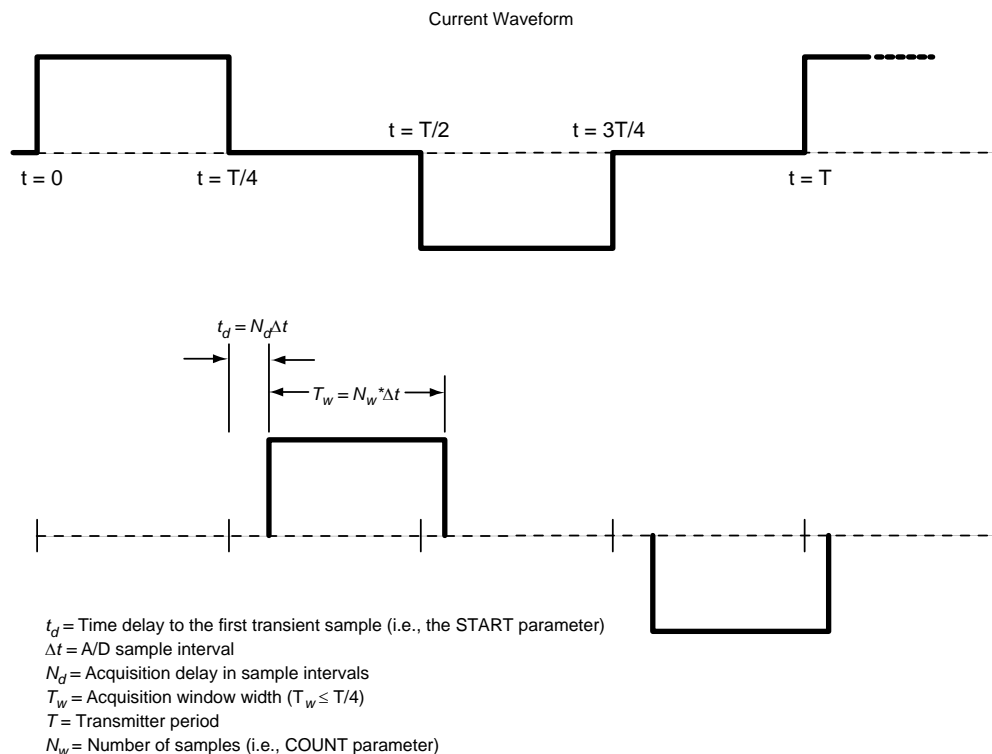 Current Waveform
t = T/2
t = 3T/4
t = 0
t = T/4
t = T
t_d = N_dΔt
T_w = N_w*Δt
t_d = Time delay to the first transient sample (i.e., the START parameter)
Δt = A/D sample interval
N_d = Acquisition delay in sample intervals
T_w = Acquisition window width (T_w ≤ T/4)
T = Transmitter period
N_w = Number of samples (i.e., COUNT parameter)